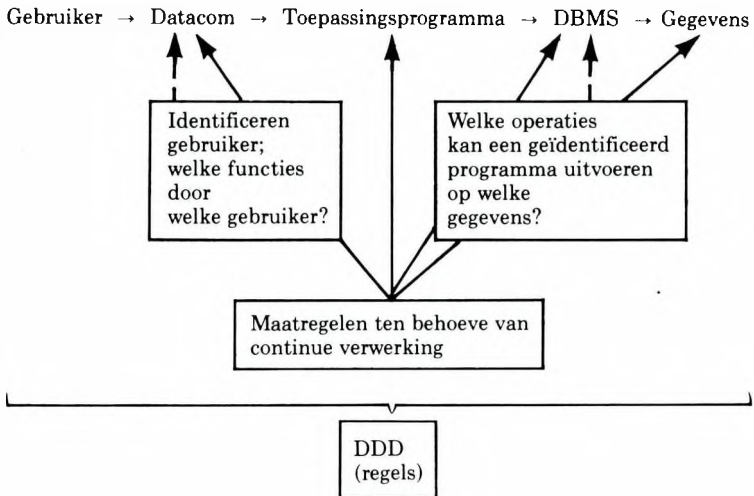 Gebruiker → Datacom → Toepassingsprogramma → DBMS → Gegevens
Identificeren
gebruiker;
welke functies
door
welke gebruiker?
Welke operaties
kan een geïdentificeerd
programma uitvoeren
op welke
gegevens?
Maatregelen ten behoeve van
continue verwerking
DDD
(regels)